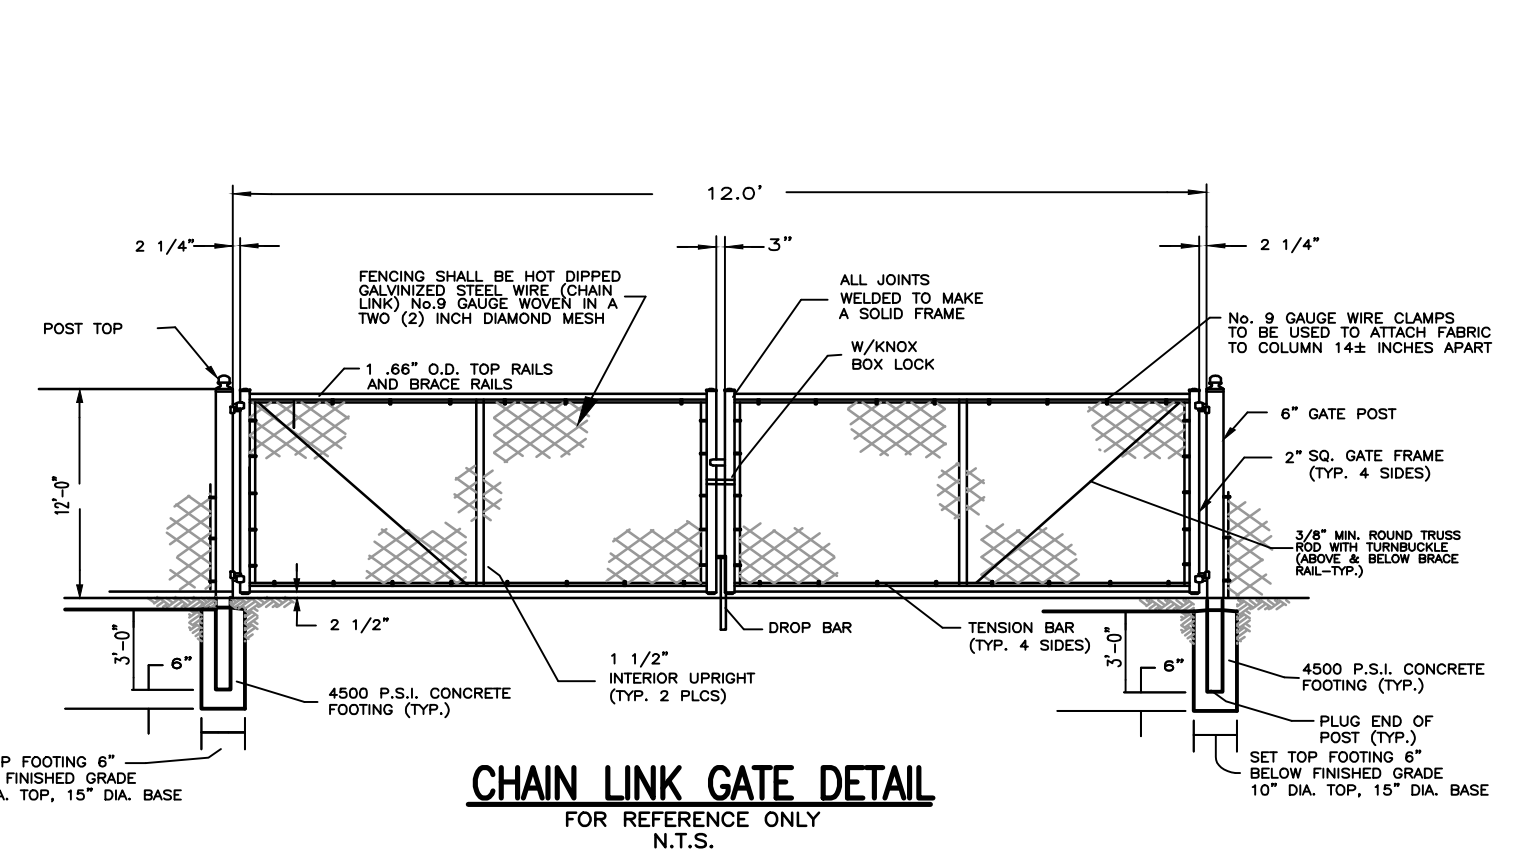 12.0'
2 1/4"
3"
2 1/4"
FENCING SHALL BE HOT DIPPED
GALVINIZED STEEL WIRE (CHAIN
LINK) No.9 GAUGE WOVEN IN A
TWO (2) INCH DIAMOND MESH
ALL JOINTS
WELDED TO MAKE
A SOLID FRAME
POST TOP
No. 9 GAUGE WIRE CLAMPS
TO BE USED TO ATTACH FABRIC
TO COLUMN 14± INCHES APART
W/KNOX
BOX LOCK
1 .66" O.D. TOP RAILS
AND BRACE RAILS
6" GATE POST
2" SQ. GATE FRAME
(TYP. 4 SIDES)
12'-0"
3/8" MIN. ROUND TRUSS
ROD WITH TURNBUCKLE
(ABOVE & BELOW BRACE
RAIL-TYP.)
2 1/2"
DROP BAR
TENSION BAR
(TYP. 4 SIDES)
3'-0"
6"
3'-0"
6"
1 1/2"
INTERIOR UPRIGHT
(TYP. 2 PLCS)
4500 P.S.I. CONCRETE
FOOTING (TYP.)
4500 P.S.I. CONCRETE
FOOTING (TYP.)
PLUG END OF
POST (TYP.)
P FOOTING 6"
FINISHED GRADE
A. TOP, 15" DIA. BASE
SET TOP FOOTING 6"
BELOW FINISHED GRADE
10" DIA. TOP, 15" DIA. BASE
CHAIN LINK GATE DETAIL
FOR REFERENCE ONLY
N.T.S.